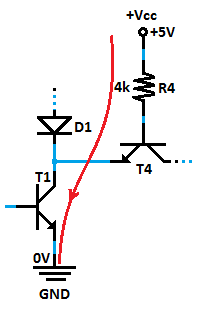 +Vcc
+5V
4k R4
D1
T1
T4
0V
GND